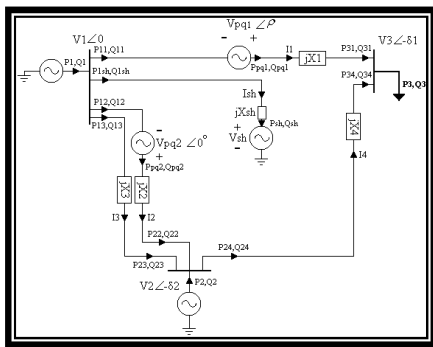 Vpq1 ∠ρ
V1∠0
V3∠-δ1
P11,Q11
I1
P31,Q31
Ppq1,Qpq1
jX1
P1,Q1
P1sh,Q1sh
P34,Q34
P3,Q3
Ish
P12,Q12
jXsh
P13,Q13
Psh,Qsh
Vsh
Vpq2 ∠0°
jX4
Ppq2,Qpq2
jX3
jX2
I4
I3
I2
P22,Q22
P24,Q24
P23,Q23
P2,Q2
V2∠-δ2